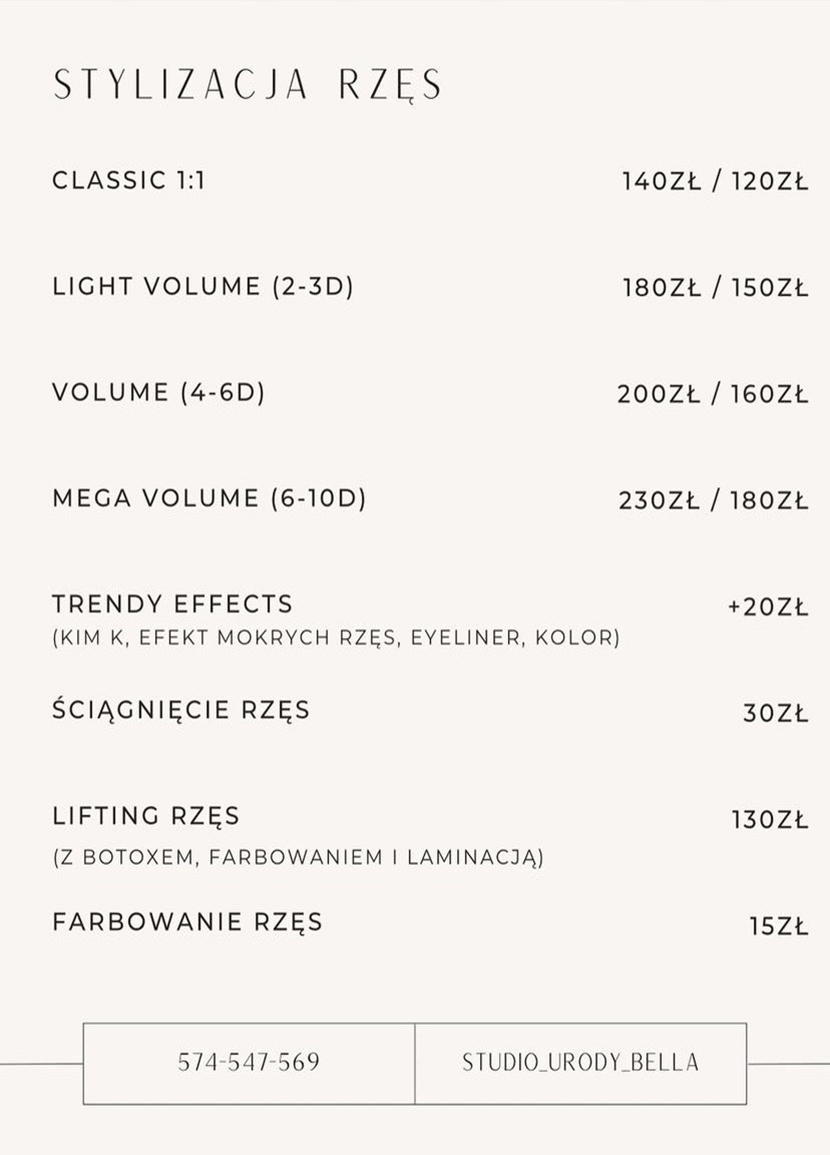 STYLIZACJA RZĘS
CLASSIC 1:1 140ZŁ / 120ZŁ
LIGHT VOLUME (2-3D) 180ZŁ / 150ZŁ
VOLUME (4-6D) 200ZŁ / 160ZŁ
MEGA VOLUME (6-10D) 230ZŁ / 180ZŁ
TRENDY EFFECTS +20ZŁ
(KIM K, EFEKT MOKRYCH RZĘS, EYELINER, KOLOR)
ŚCIĄGNIĘCIE RZĘS 30ZŁ
LIFTING RZĘS 130ZŁ
(Z BOTOXEM, FARBOWANIEM I LAMINACJĄ)
FARBOWANIE RZĘS 15ZŁ
574-547-569 STUDIO_URODY_BELLA